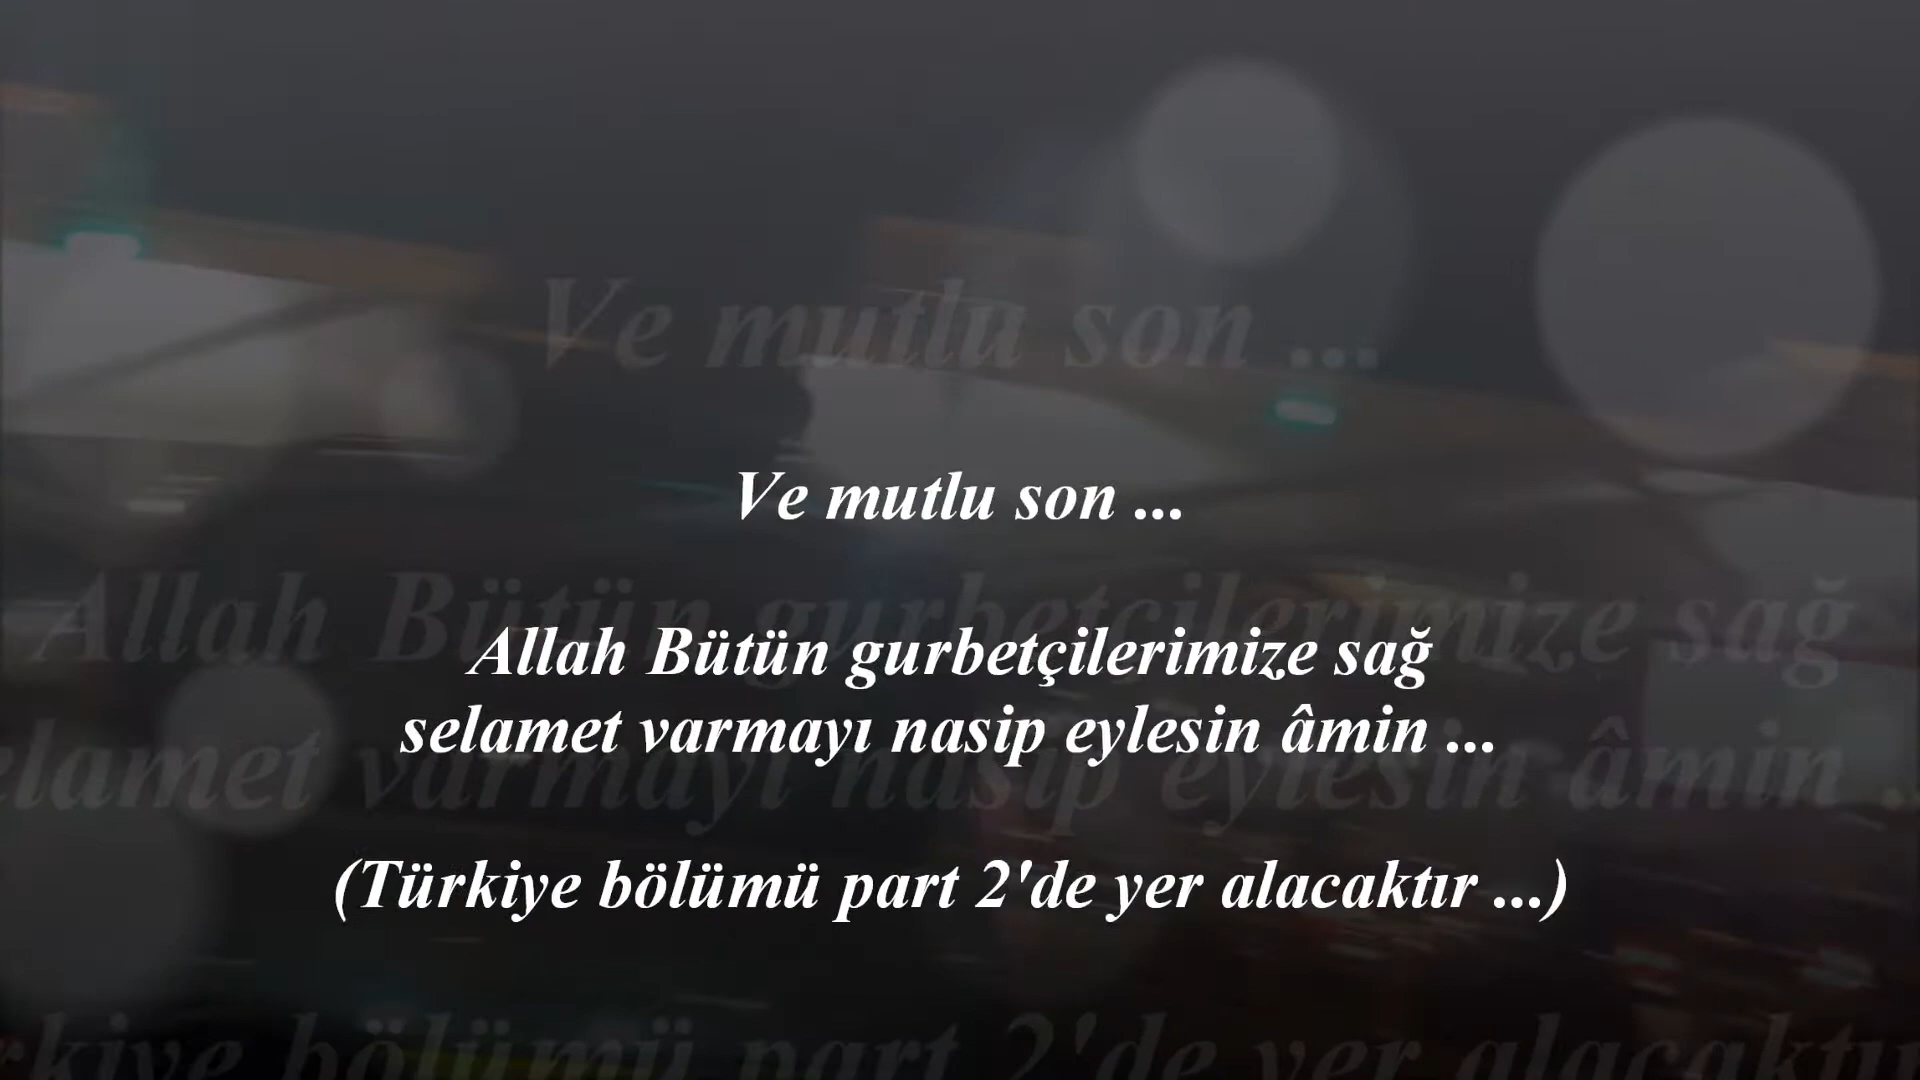 Ve mutlu son ...
Allah Bütün gurbetçilerimize sağ
selamet varmayı nasip eylesin âmin ...
(Türkiye bölümü part 2'de yer alacaktır ...)